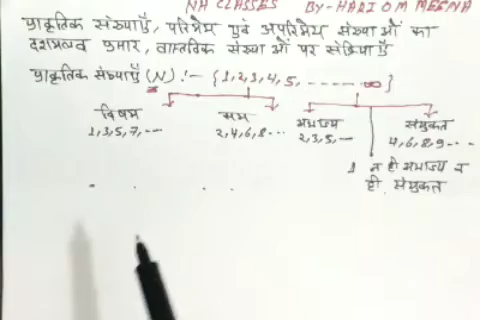 NH CLASSES BY-HARIOM MEENA
प्राकृतिक संख्याएँ, परिमेय एवं अपरिमेय संख्याओं का
दशमलव प्रसार, वास्तविक संख्याओं पर संक्रियाएँ
प्राकृतिक संख्याएँ (N) :- {1,2,3,4,5, ------ ∞}
विषम सम अभाज्य संयुक्त
1,3,5,7,--- 2,4,6,8--- 2,3,5,--- 4,6,8,9---
1 न ही अभाज्य न
ही संयुक्त